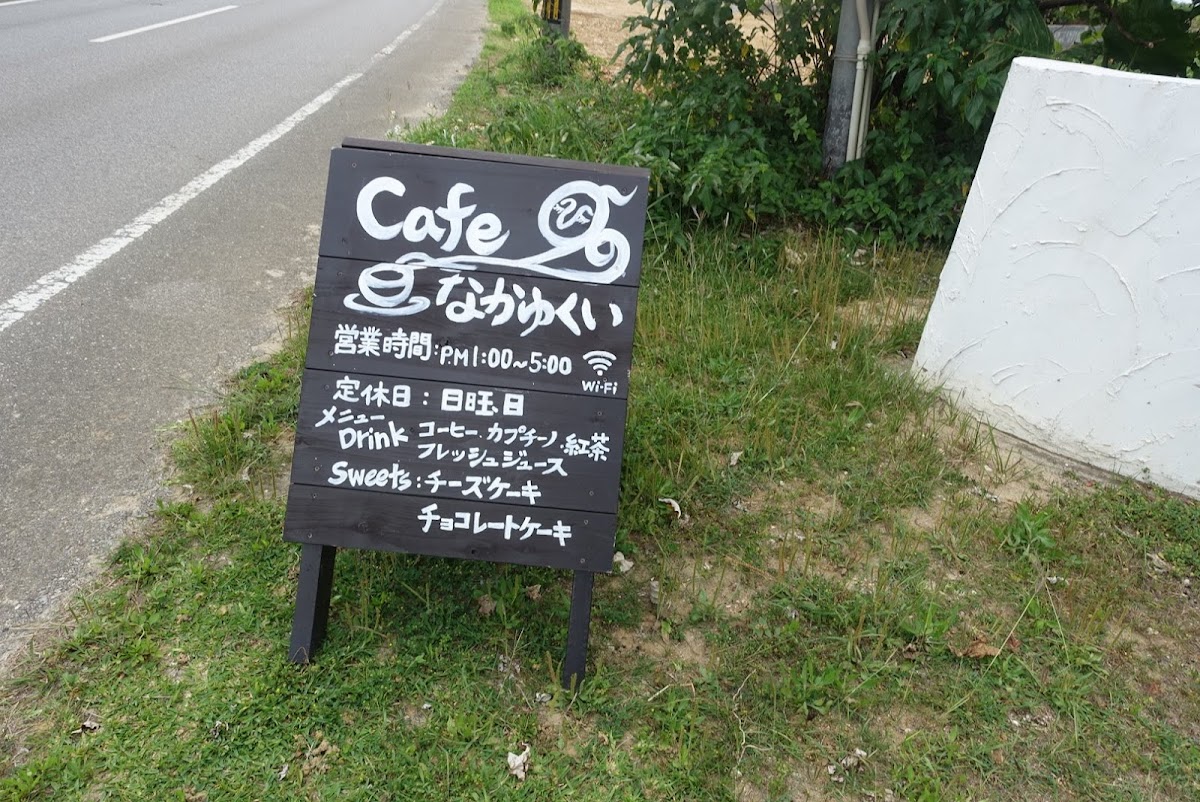 Cafe
なかゆくい
営業時間:P.M1:00~5:00
Wi-Fi
定休日:日曜、日
メニュー
Drink コーヒー.カプチーノ.紅茶
フレッシュジュース
Sweets:チーズケーキ
チョコレートケーキ